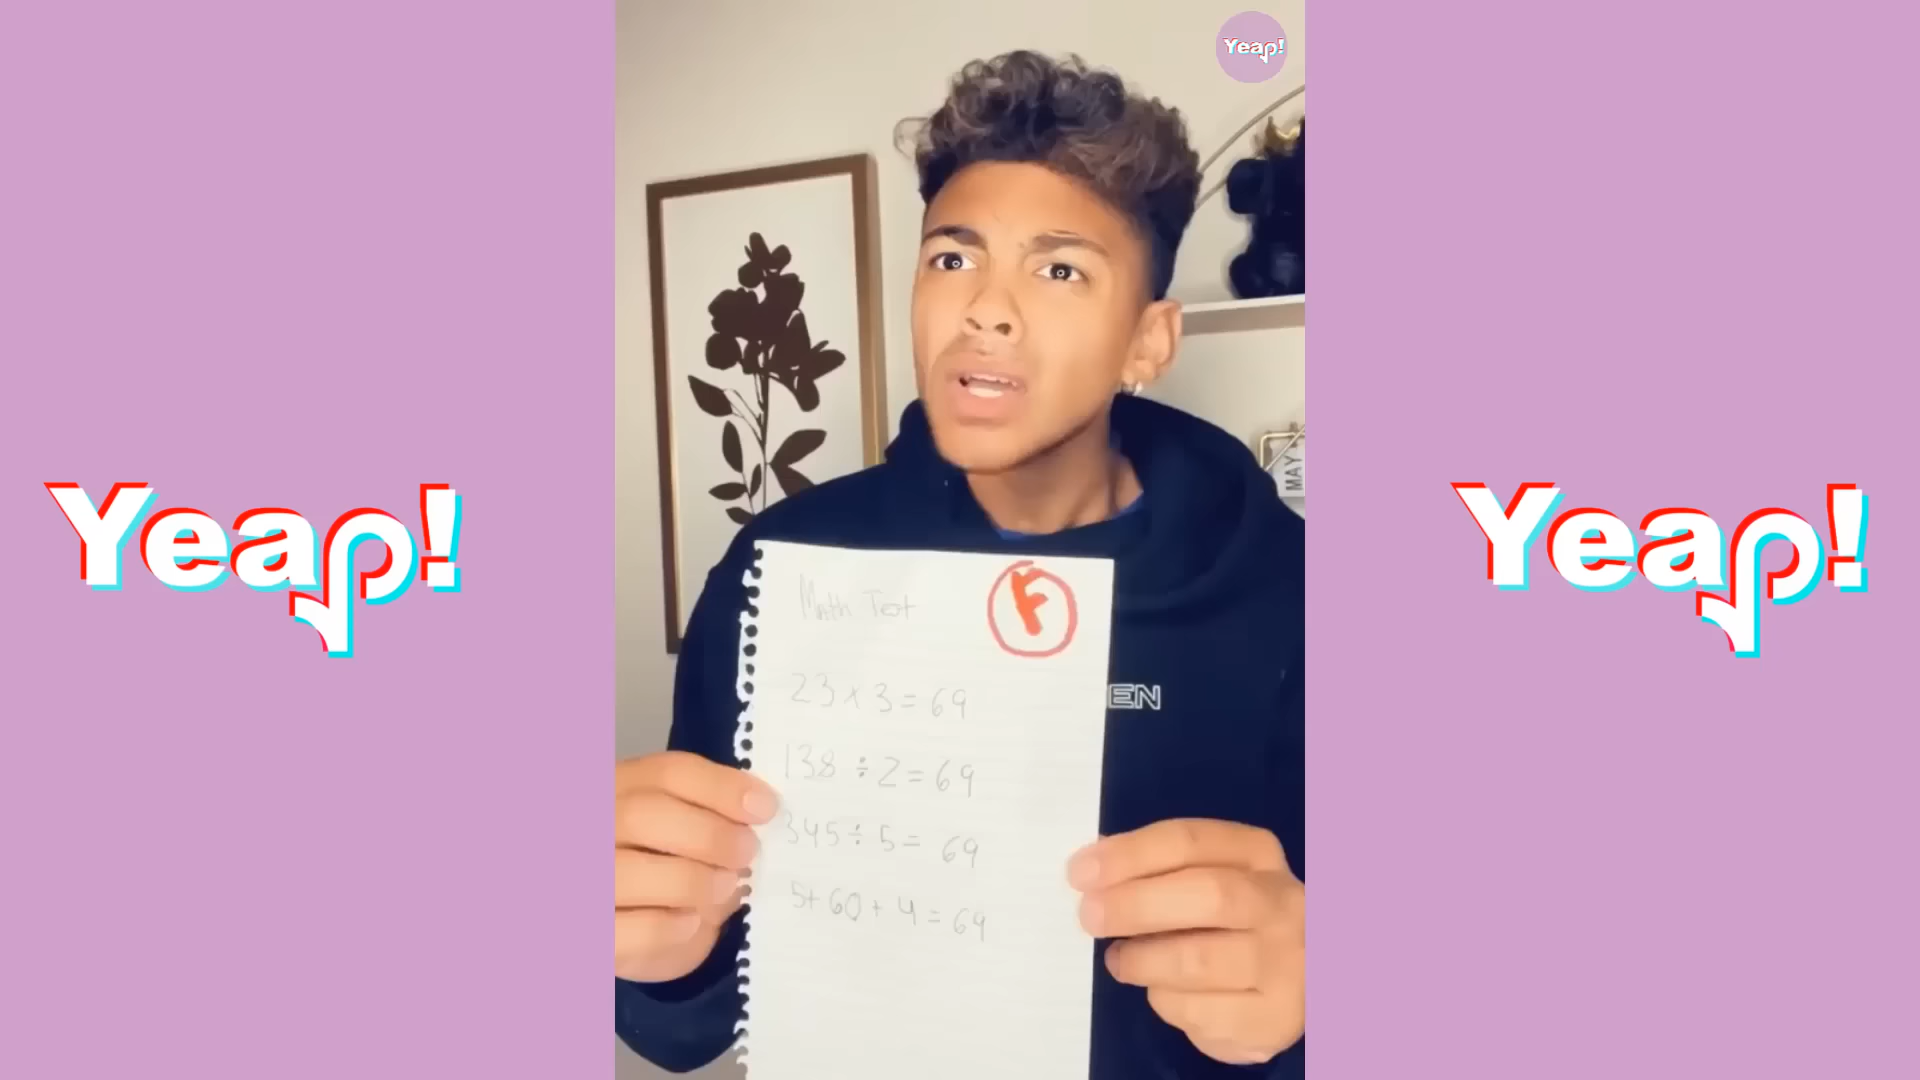 Yeap!
Yeap!
Yeap!
MAY
EN
Math Test
F
23 x 3 = 69
138 ÷ 2 = 69
345 ÷ 5 = 69
5 + 60 + 4 = 69